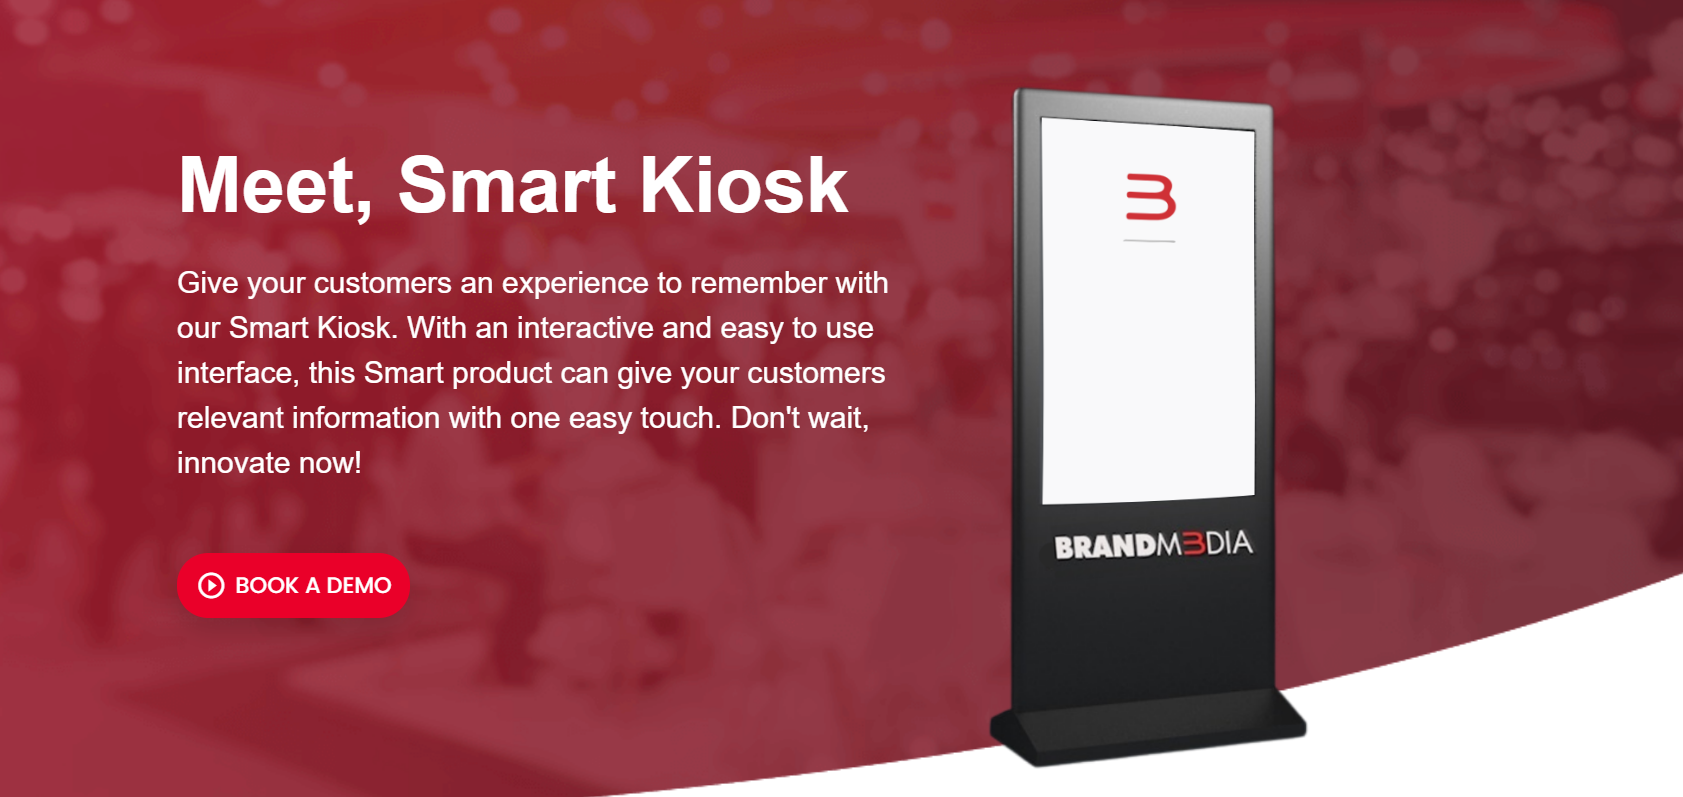 Meet, Smart Kiosk
Give your customers an experience to remember with
our Smart Kiosk. With an interactive and easy to use
interface, this Smart product can give your customers
relevant information with one easy touch. Don't wait,
innovate now!
BOOK A DEMO
B
BRANDMBDIA